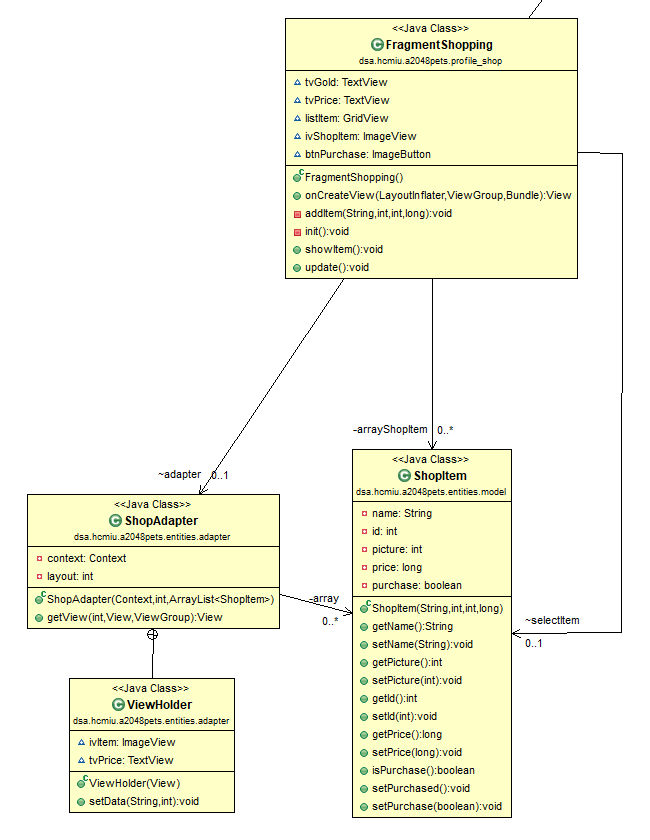 <<Java Class>>
FragmentShopping
dsa.hcmiu.a2048pets.profile_shop
tvGold: TextView
tvPrice: TextView
listItem: GridView
ivShopItem: ImageView
btnPurchase: ImageButton
FragmentShopping()
onCreateView(LayoutInflater,ViewGroup,Bundle):View
addItem(String,int,int,long):void
init():void
showItem():void
update():void
-arrayShopItem
0..*
~adapter
0..1
<<Java Class>>
ShopItem
dsa.hcmiu.a2048pets.entities.model
name: String
id: int
picture: int
price: long
purchase: boolean
ShopItem(String,int,int,long)
getName():String
setName(String):void
getPicture():int
setPicture(int):void
getId():int
setId(int):void
getPrice():long
setPrice(long):void
isPurchase():boolean
setPurchased():void
setPurchase(boolean):void
~selectItem
0..1
<<Java Class>>
ShopAdapter
dsa.hcmiu.a2048pets.entities.adapter
context: Context
layout: int
ShopAdapter(Context,int,ArrayList<ShopItem>)
getView(int,View,ViewGroup):View
-array
0..*
<<Java Class>>
ViewHolder
dsa.hcmiu.a2048pets.entities.adapter
ivItem: ImageView
tvPrice: TextView
ViewHolder(View)
setData(String,int):void